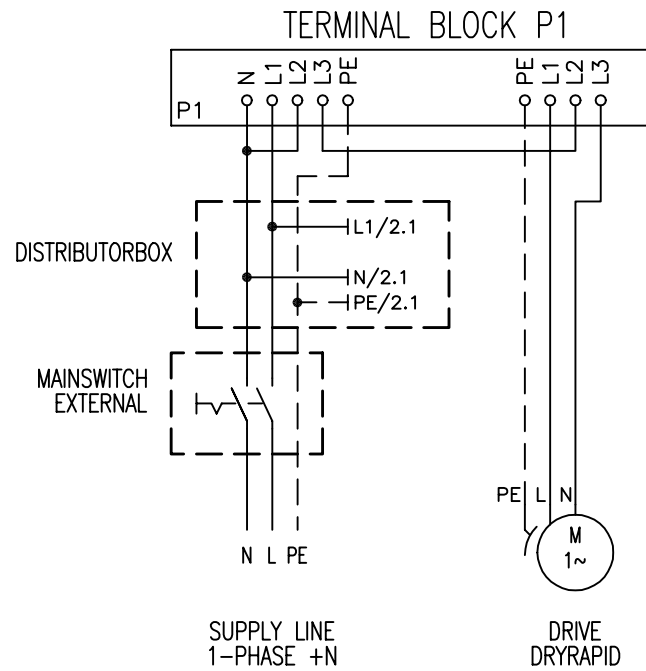 TERMINAL BLOCK P1
N L1 L2 L3 PE PE L1 L2 L3
P1
L1/2.1
DISTRIBUTORBOX
N/2.1
PE/2.1
MAINSWITCH
EXTERNAL
PE L N
M
1~
N L PE
SUPPLY LINE
1-PHASE +N
DRIVE
DRYRAPID